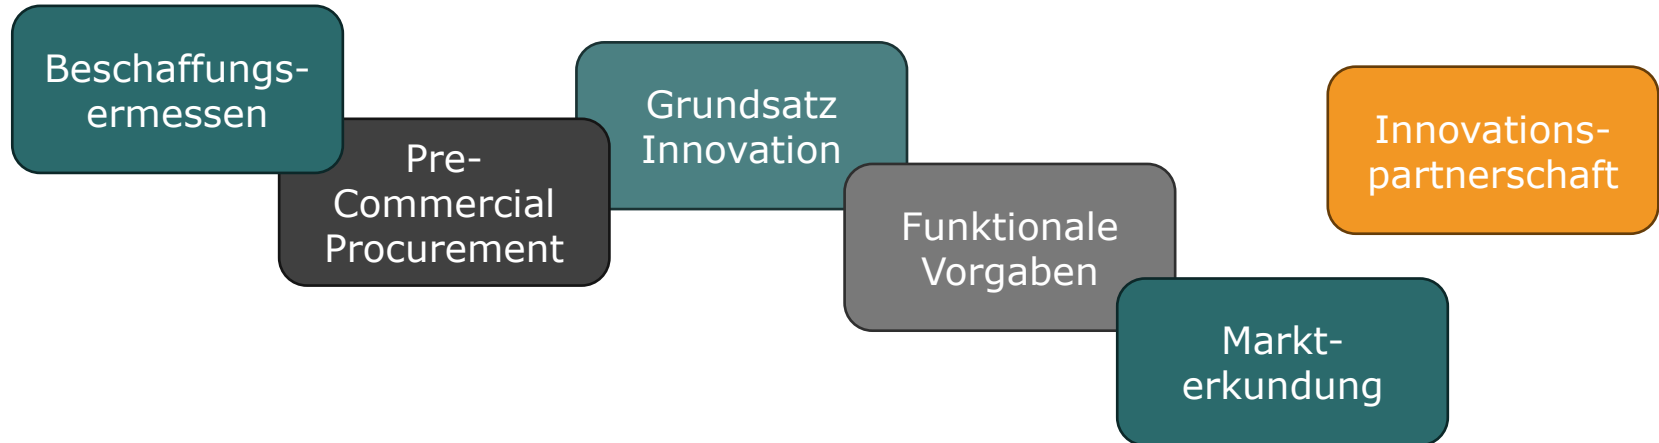 Beschaffungs-
ermessen
Pre-
Commercial
Procurement
Grundsatz
Innovation
Funktionale
Vorgaben
Markt-
erkundung
Innovations-
partnerschaft